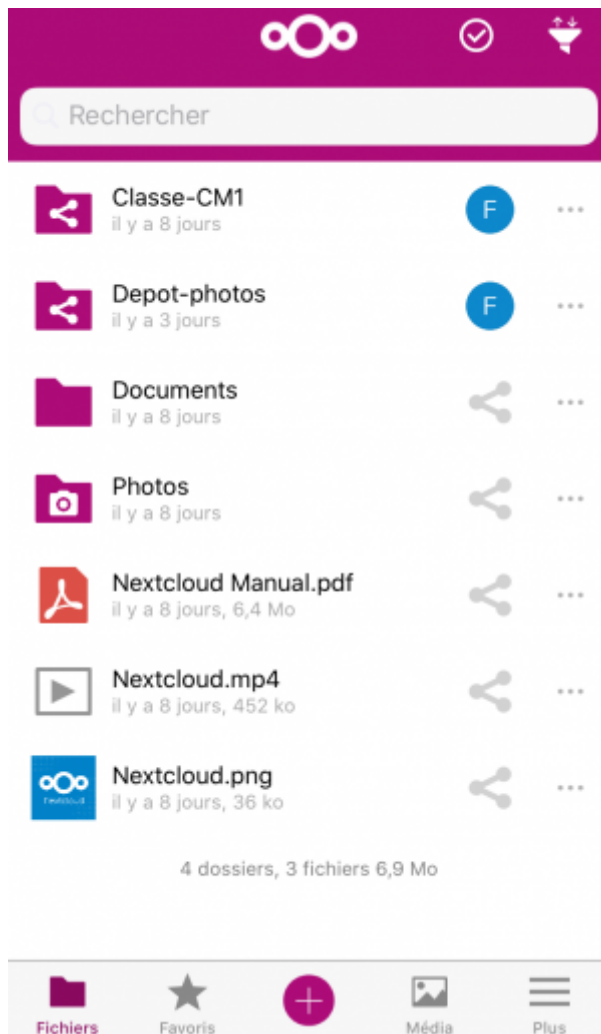 Rechercher
Classe-CM1
il y a 8 jours
F
Depot-photos
il y a 3 jours
F
Documents
il y a 8 jours
Photos
il y a 8 jours
Nextcloud Manual.pdf
il y a 8 jours, 6,4 Mo
Nextcloud.mp4
il y a 8 jours, 452 ko
Nextcloud.png
il y a 8 jours, 36 ko
4 dossiers, 3 fichiers 6,9 Mo
Fichiers Favoris Média Plus